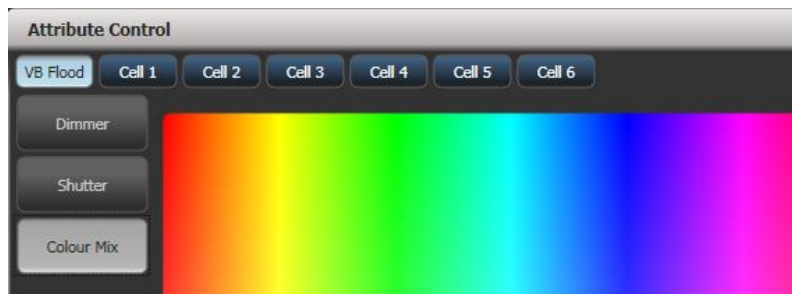 Attribute Control
VB Flood Cell 1 Cell 2 Cell 3 Cell 4 Cell 5 Cell 6
Dimmer
Shutter
Colour Mix